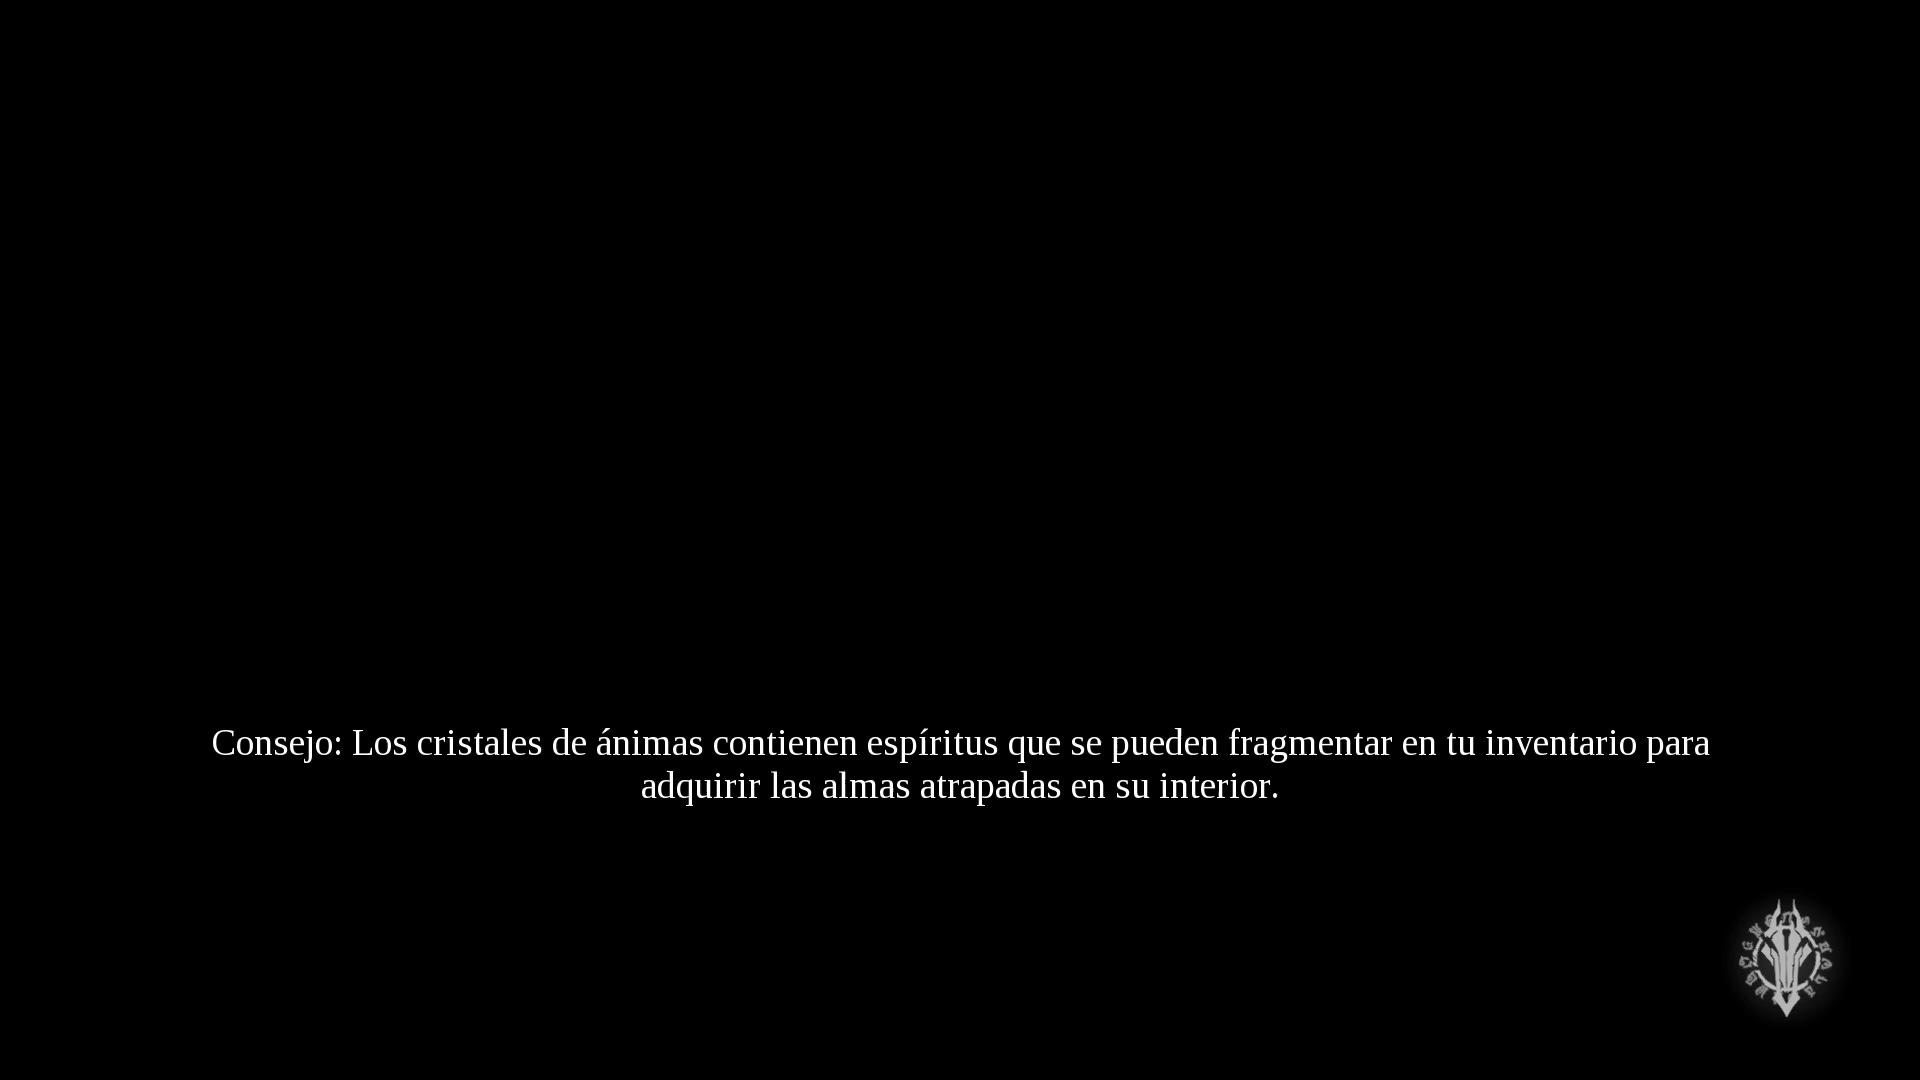 Consejo: Los cristales de ánimas contienen espíritus que se pueden fragmentar en tu inventario para
adquirir las almas atrapadas en su interior.